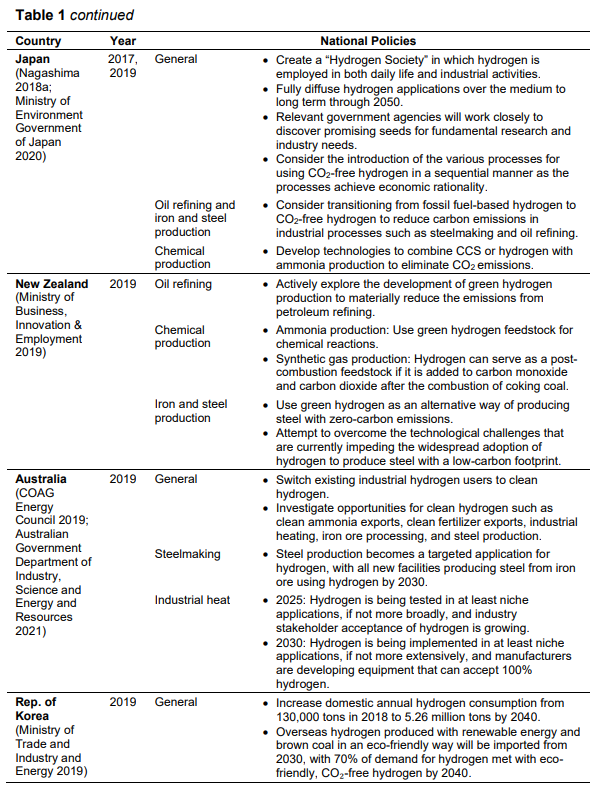 Table 1 continued
Country Year National Policies
Japan 2017, General • Create a “Hydrogen Society” in which hydrogen is
(Nagashima 2019 employed in both daily life and industrial activities.
2018a; • Fully diffuse hydrogen applications over the medium to
Ministry of long term through 2050.
Environment • Relevant government agencies will work closely to
Government discover promising seeds for fundamental research and
of Japan industry needs.
2020) • Consider the introduction of the various processes for
using CO₂-free hydrogen in a sequential manner as the
processes achieve economic rationality.
Oil refining and • Consider transitioning from fossil fuel-based hydrogen to
iron and steel CO₂-free hydrogen to reduce carbon emissions in
production industrial processes such as steelmaking and oil refining.
Chemical • Develop technologies to combine CCS or hydrogen with
production ammonia production to eliminate CO₂ emissions.
New Zealand 2019 Oil refining • Actively explore the development of green hydrogen
(Ministry of production to materially reduce the emissions from
Business, petroleum refining.
Innovation & Chemical • Ammonia production: Use green hydrogen feedstock for
Employment production chemical reactions.
2019) • Synthetic gas production: Hydrogen can serve as a post-
combustion feedstock if it is added to carbon monoxide
and carbon dioxide after the combustion of coking coal.
Iron and steel • Use green hydrogen as an alternative way of producing
production steel with zero-carbon emissions.
• Attempt to overcome the technological challenges that
are currently impeding the widespread adoption of
hydrogen to produce steel with a low-carbon footprint.
Australia 2019 General • Switch existing industrial hydrogen users to clean
(COAG hydrogen.
Energy • Investigate opportunities for clean hydrogen such as
Council 2019; clean ammonia exports, clean fertilizer exports, industrial
Australian heating, iron ore processing, and steel production.
Government Steelmaking • Steel production becomes a targeted application for
Department of hydrogen, with all new facilities producing steel from iron
Industry, ore using hydrogen by 2030.
Science and Industrial heat • 2025: Hydrogen is being tested in at least niche
Energy and applications, if not more broadly, and industry
Resources stakeholder acceptance of hydrogen is growing.
2021) • 2030: Hydrogen is being implemented in at least niche
applications, if not more extensively, and manufacturers
are developing equipment that can accept 100%
hydrogen.
Rep. of 2019 General • Increase domestic annual hydrogen consumption from
Korea 130,000 tons in 2018 to 5.26 million tons by 2040.
(Ministry of • Overseas hydrogen produced with renewable energy and
Trade and brown coal in an eco-friendly way will be imported from
Industry and 2030, with 70% of demand for hydrogen met with eco-
Energy 2019) friendly, CO₂-free hydrogen by 2040.